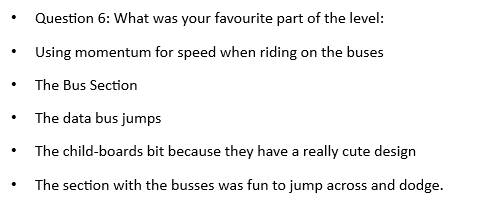 • Question 6: What was your favourite part of the level:
• Using momentum for speed when riding on the buses
• The Bus Section
• The data bus jumps
• The child-boards bit because they have a really cute design
• The section with the busses was fun to jump across and dodge.